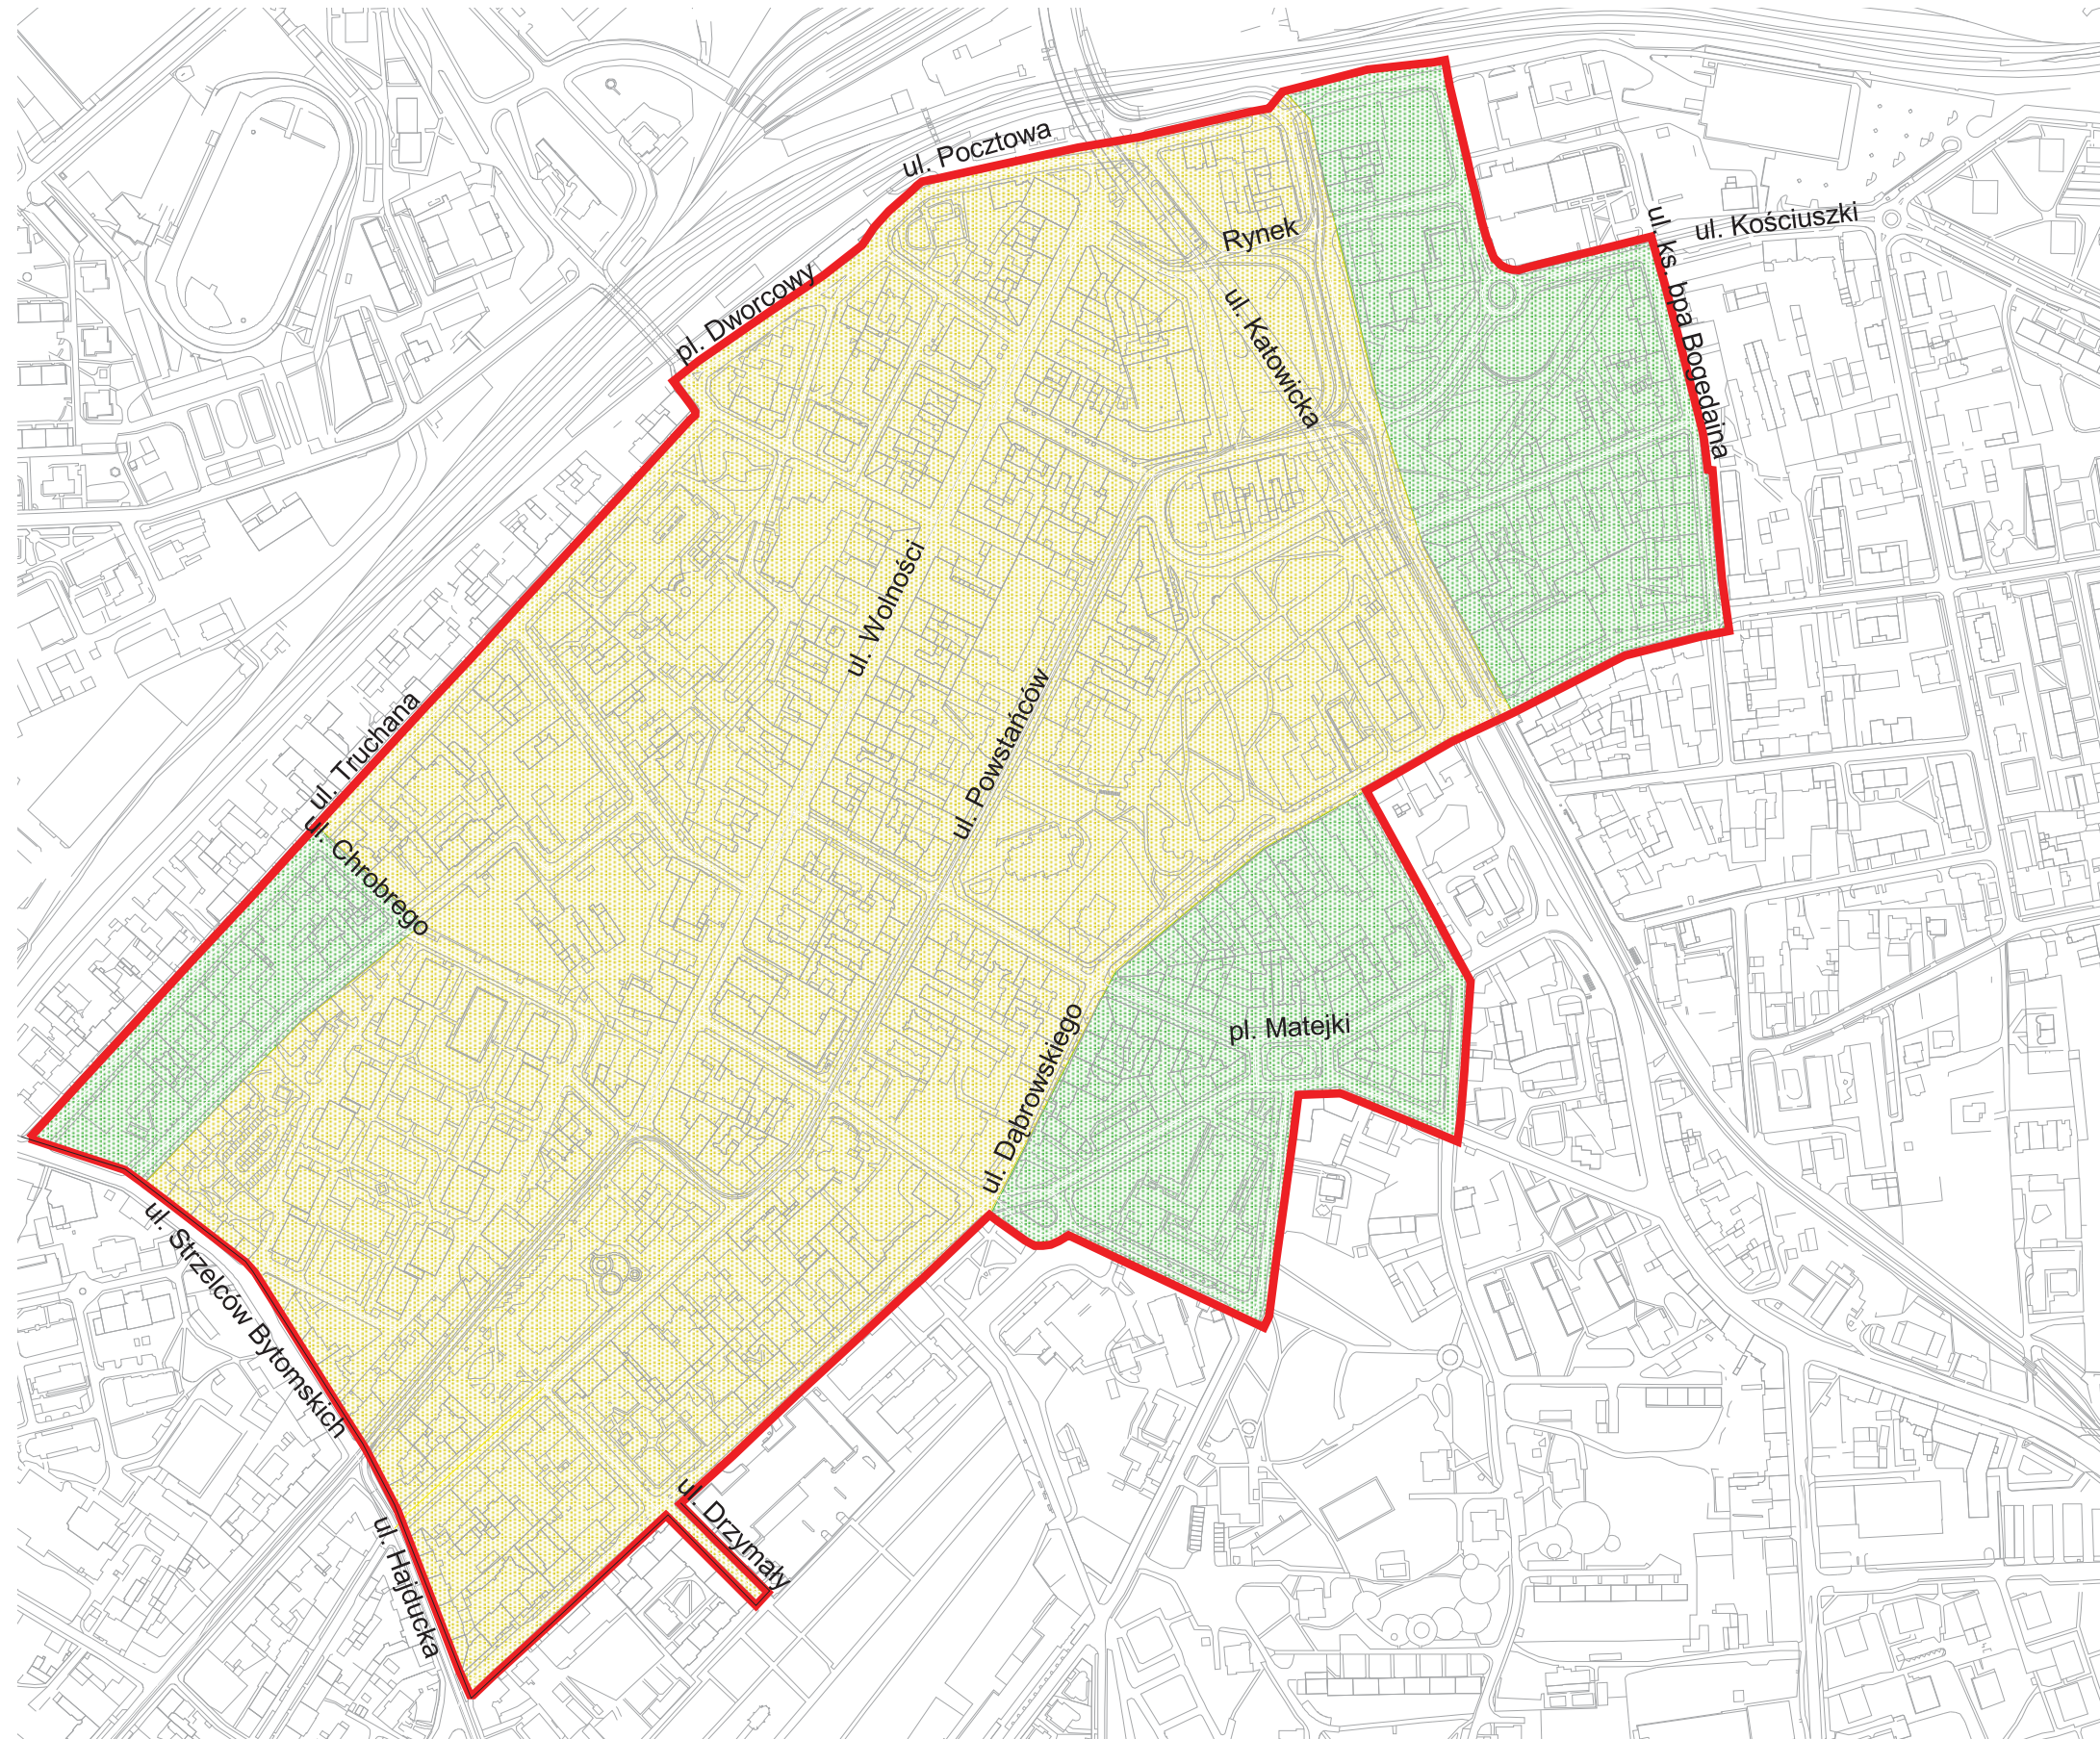 ul. Pocztowa
ul. Kościuszki
Rynek
ul. ks. bpa Bogedaina
pl. Dworcowy
ul. Katowicka
ul. Wolności
ul. Powstańców
ul. Truchana
ul. Chrobrego
pl. Matejki
ul. Dąbrowskiego
ul. Strzelców Bytomskich
ul. Drzymały
ul. Hajducka